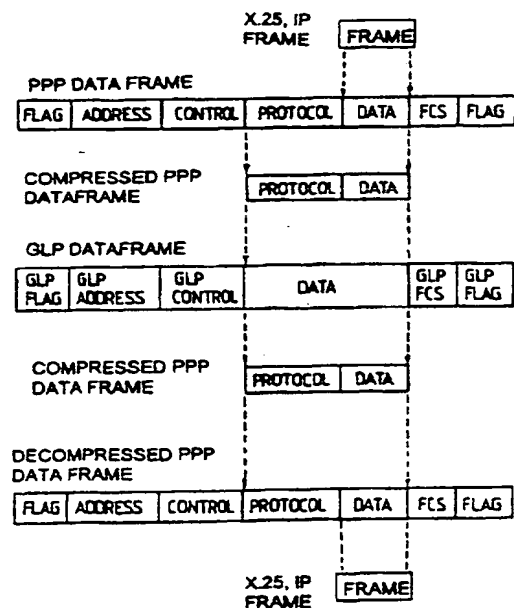 X.25, IP
FRAME
FRAME
PPP DATA FRAME
FLAG ADDRESS CONTROL PROTOCOL DATA FCS FLAG
COMPRESSED PPP
DATAFRAME
PROTOCOL DATA
GLP DATAFRAME
GLP FLAG GLP ADDRESS GLP CONTROL DATA GLP FCS GLP FLAG
COMPRESSED PPP
DATA FRAME
PROTOCOL DATA
DECOMPRESSED PPP
DATA FRAME
FLAG ADDRESS CONTROL PROTOCOL DATA FCS FLAG
X.25, IP
FRAME
FRAME